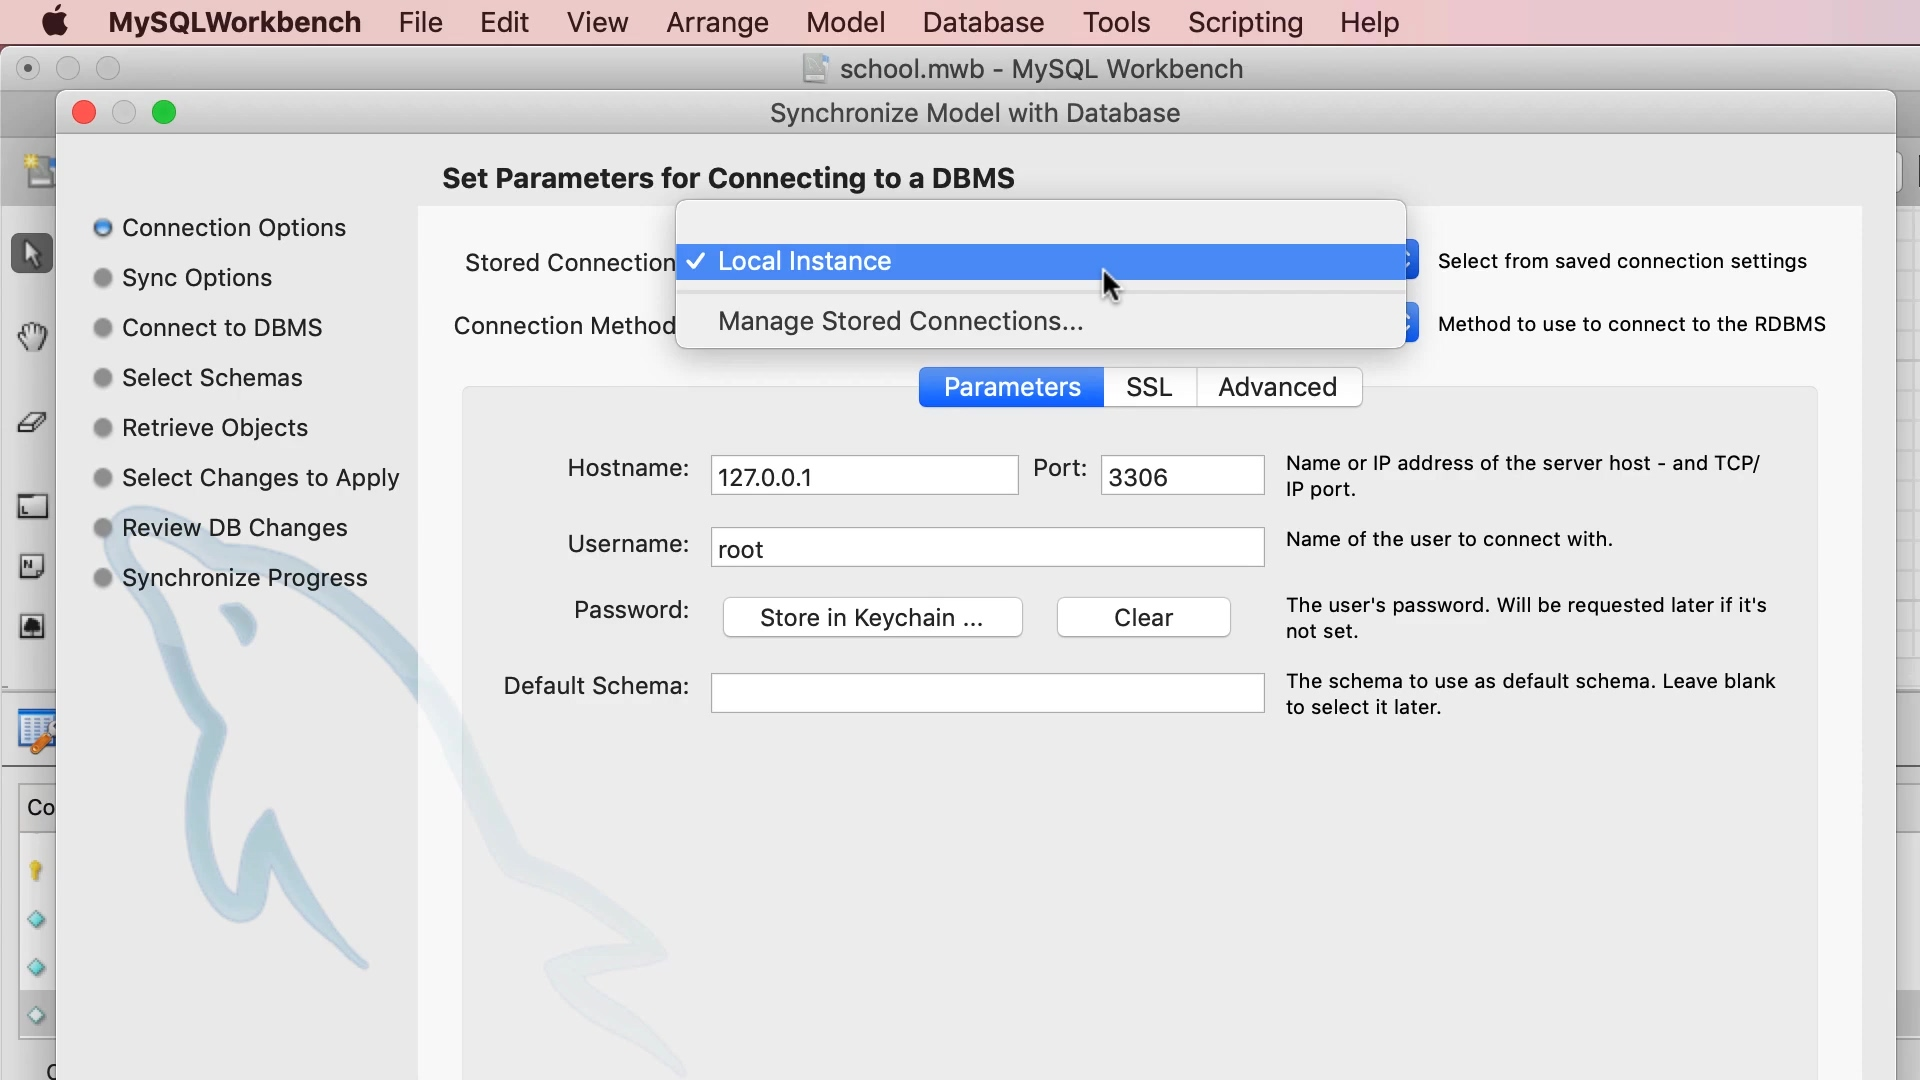 MySQLWorkbench File Edit View Arrange Model Database Tools Scripting Help
school.mwb - MySQL Workbench
Synchronize Model with Database
Set Parameters for Connecting to a DBMS
Connection Options
Sync Options
Connect to DBMS
Select Schemas
Retrieve Objects
Select Changes to Apply
Review DB Changes
Synchronize Progress
Stored Connection
✓ Local Instance
Manage Stored Connections...
Select from saved connection settings
Connection Method
Method to use to connect to the RDBMS
Parameters SSL Advanced
Hostname: 127.0.0.1 Port: 3306
Name or IP address of the server host - and TCP/
IP port.
Username: root
Name of the user to connect with.
Password: Store in Keychain ... Clear
The user's password. Will be requested later if it's
not set.
Default Schema:
The schema to use as default schema. Leave blank
to select it later.
Co
N